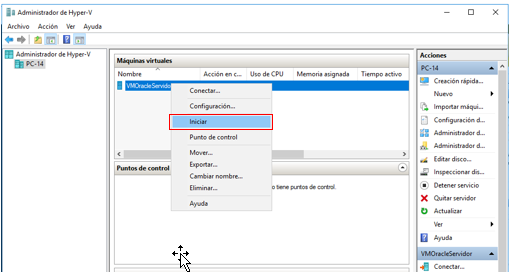 Administrador de Hyper-V
Archivo Acción Ver Ayuda
Administrador de Hyper-V
PC-14
Máquinas virtuales
Nombre Acción en c... Uso de CPU Memoria asignada Tiempo activo
VMOracleServidor
Conectar...
Configuración...
Iniciar
Punto de control
Mover...
Exportar...
Cambiar nombre...
Eliminar...
Ayuda
Puntos de control
tiene puntos de control.
Acciones
PC-14
Creación rápida...
Nuevo
Importar máqui...
Configuración d...
Administrador d...
Administrador d...
Editar disco...
Inspeccionar dis...
Detener servicio
Quitar servidor
Actualizar
Ver
Ayuda
VMOracleServidor
Conectar...